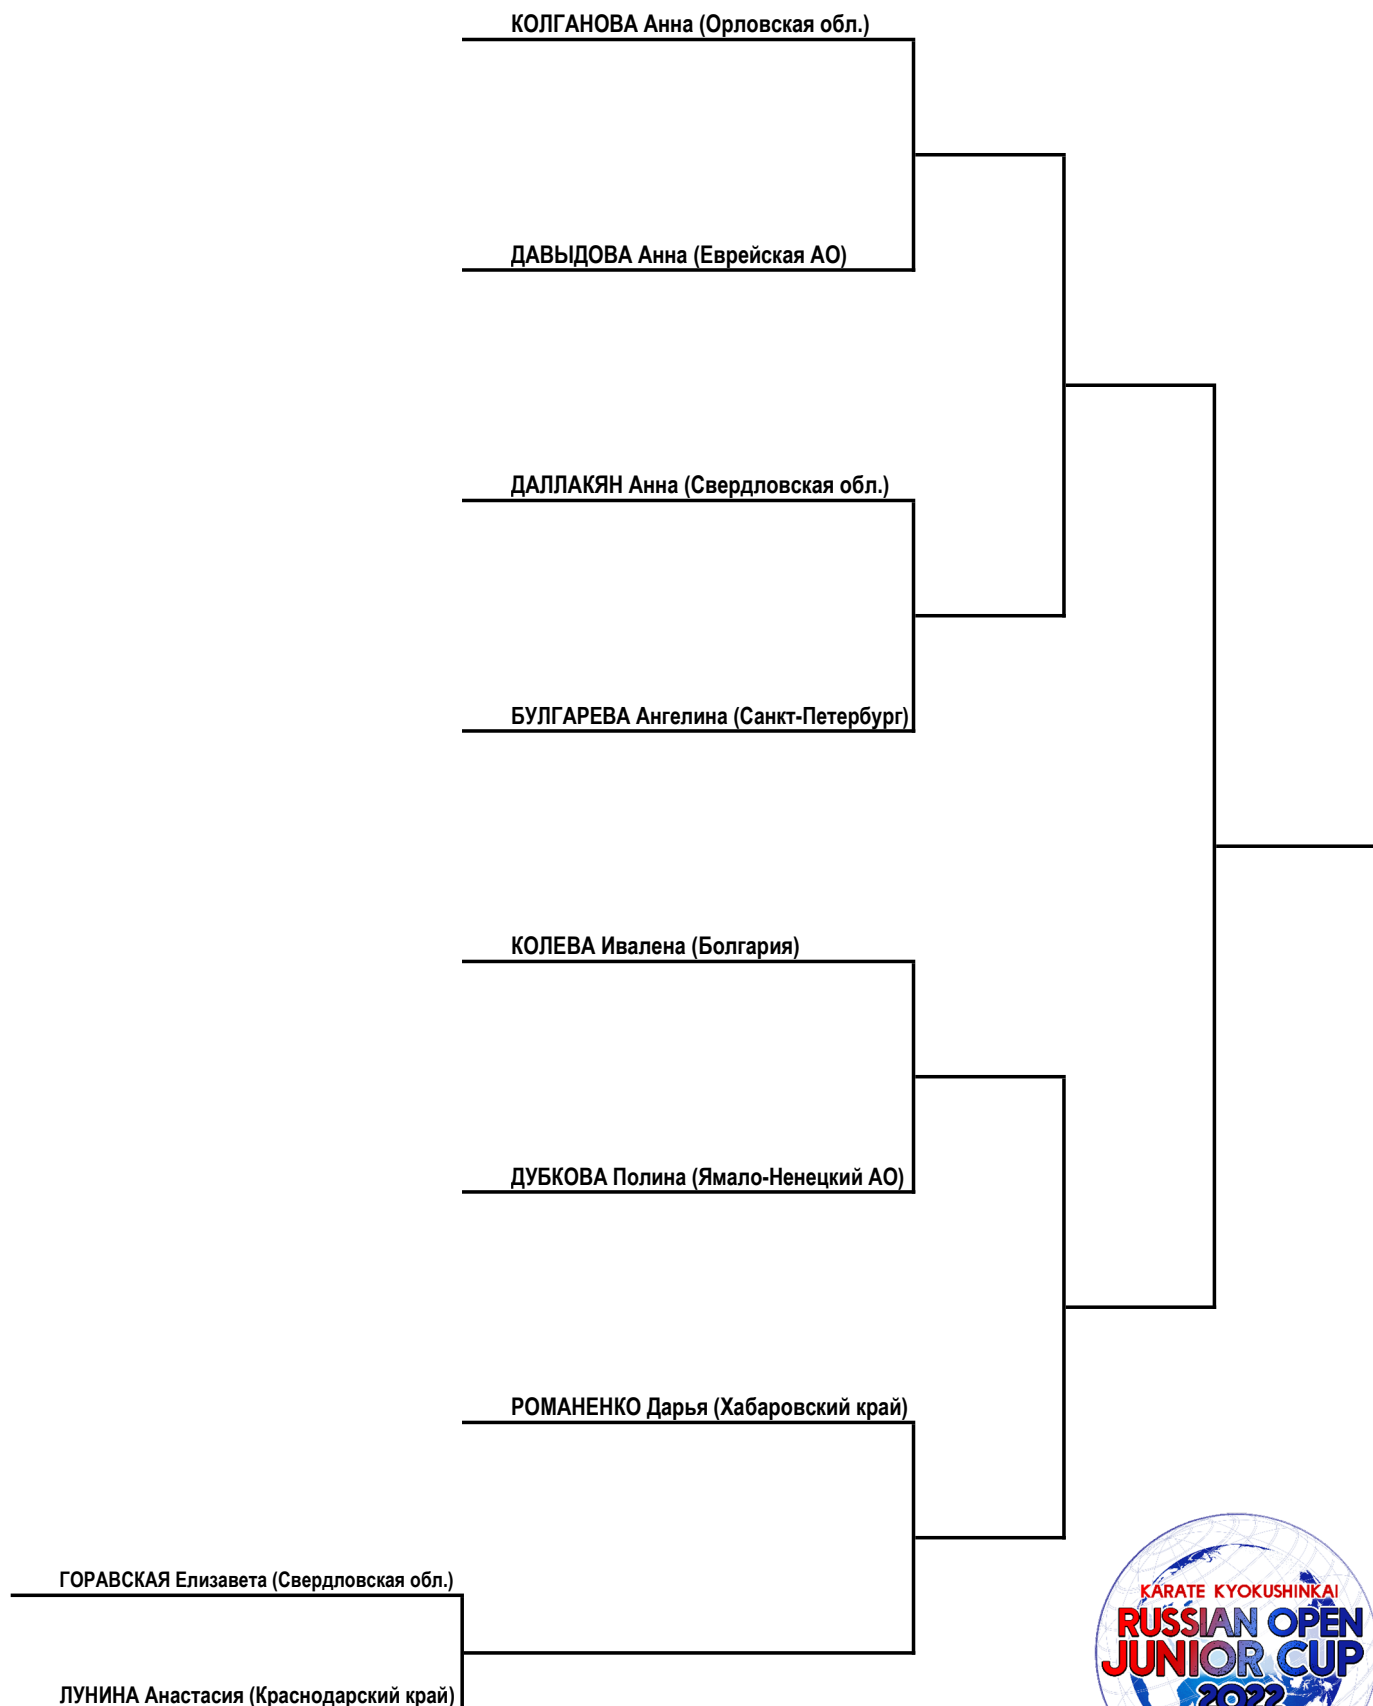 КОЛГАНОВА Анна (Орловская обл.)
ДАВЫДОВА Анна (Еврейская АО)
ДАЛЛАКЯН Анна (Свердловская обл.)
БУЛГАРЕВА Ангелина (Санкт-Петербург)
КОЛЕВА Ивалена (Болгария)
ДУБКОВА Полина (Ямало-Ненецкий АО)
РОМАНЕНКО Дарья (Хабаровский край)
ГОРАВСКАЯ Елизавета (Свердловская обл.)
ЛУНИНА Анастасия (Краснодарский край)
KARATE KYOKUSHINKAI
RUSSIAN OPEN
JUNIOR CUP
2022